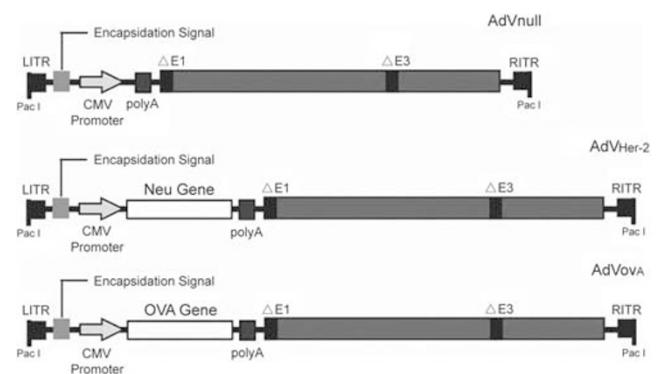 AdVnull
Encapsidation Signal
LITR
△E1
△E3
RITR
Pac I
CMV
Promoter
polyA
Pac I
AdVHer-2
Encapsidation Signal
LITR
Neu Gene
△E1
△E3
RITR
Pac I
CMV
Promoter
polyA
Pac I
AdVovA
Encapsidation Signal
LITR
OVA Gene
△E1
△E3
RITR
Pac I
CMV
Promoter
polyA
Pac I